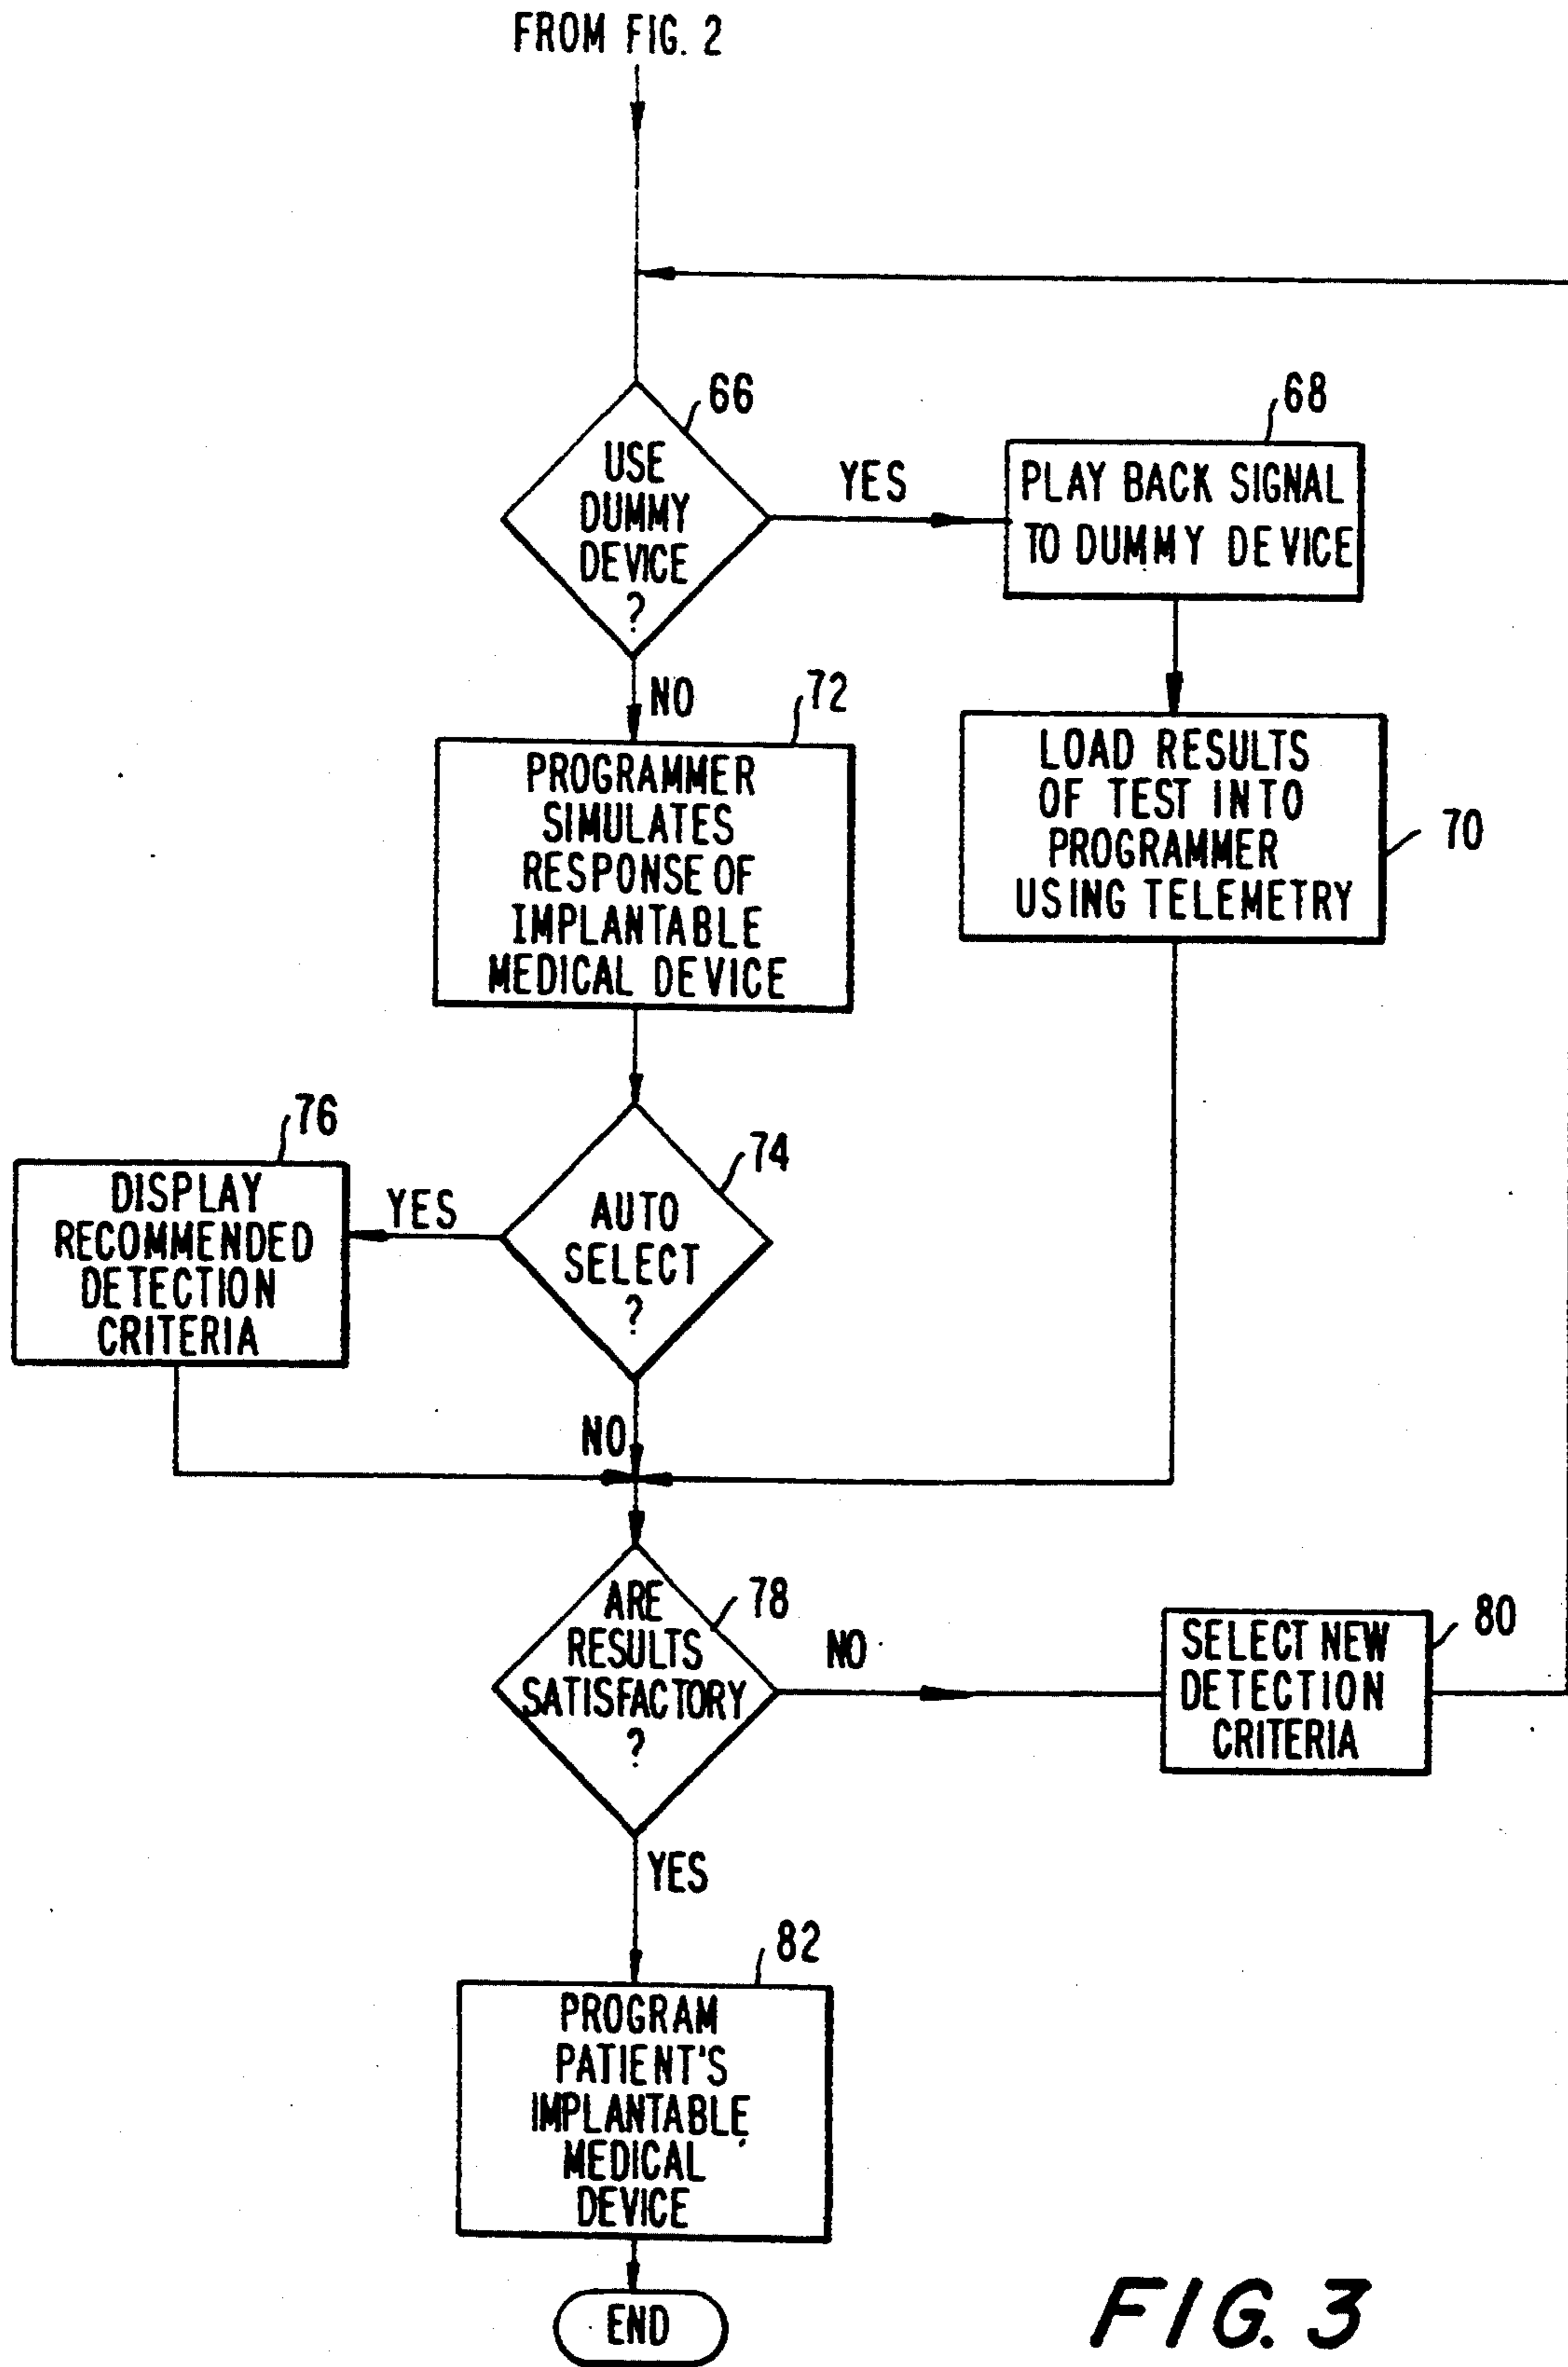 FROM FIG. 2
66
USE
DUMMY
DEVICE
?
YES
68
PLAY BACK SIGNAL
TO DUMMY DEVICE
NO
72
PROGRAMMER
SIMULATES
RESPONSE OF
IMPLANTABLE
MEDICAL DEVICE
LOAD RESULTS
OF TEST INTO
PROGRAMMER
USING TELEMETRY
70
74
AUTO
SELECT
?
YES
76
DISPLAY
RECOMMENDED
DETECTION
CRITERIA
NO
78
ARE
RESULTS
SATISFACTORY
?
NO
80
SELECT NEW
DETECTION
CRITERIA
YES
82
PROGRAM
PATIENT'S
IMPLANTABLE
MEDICAL
DEVICE
END
FIG. 3